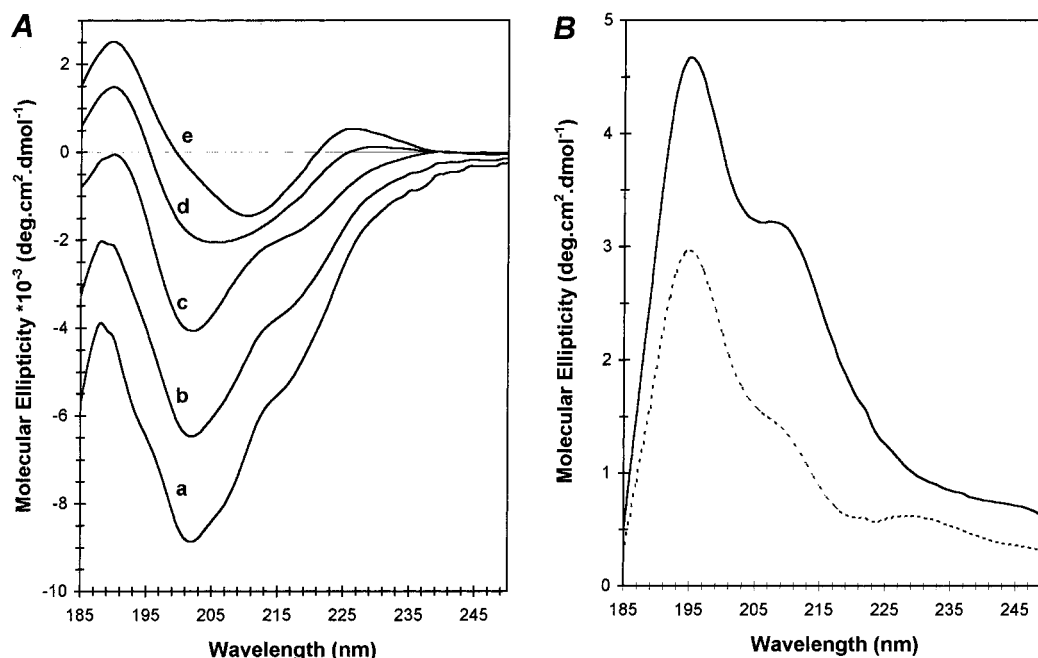 A
Molecular Ellipticity *10⁻³ (deg.cm².dmol⁻¹)
2
0
-2
-4
-6
-8
-10
e
d
c
b
a
185 195 205 215 225 235 245
Wavelength (nm)
B
Molecular Ellipticity (deg.cm².dmol⁻¹)
5
4
3
2
1
0
185 195 205 215 225 235 245
Wavelength (nm)